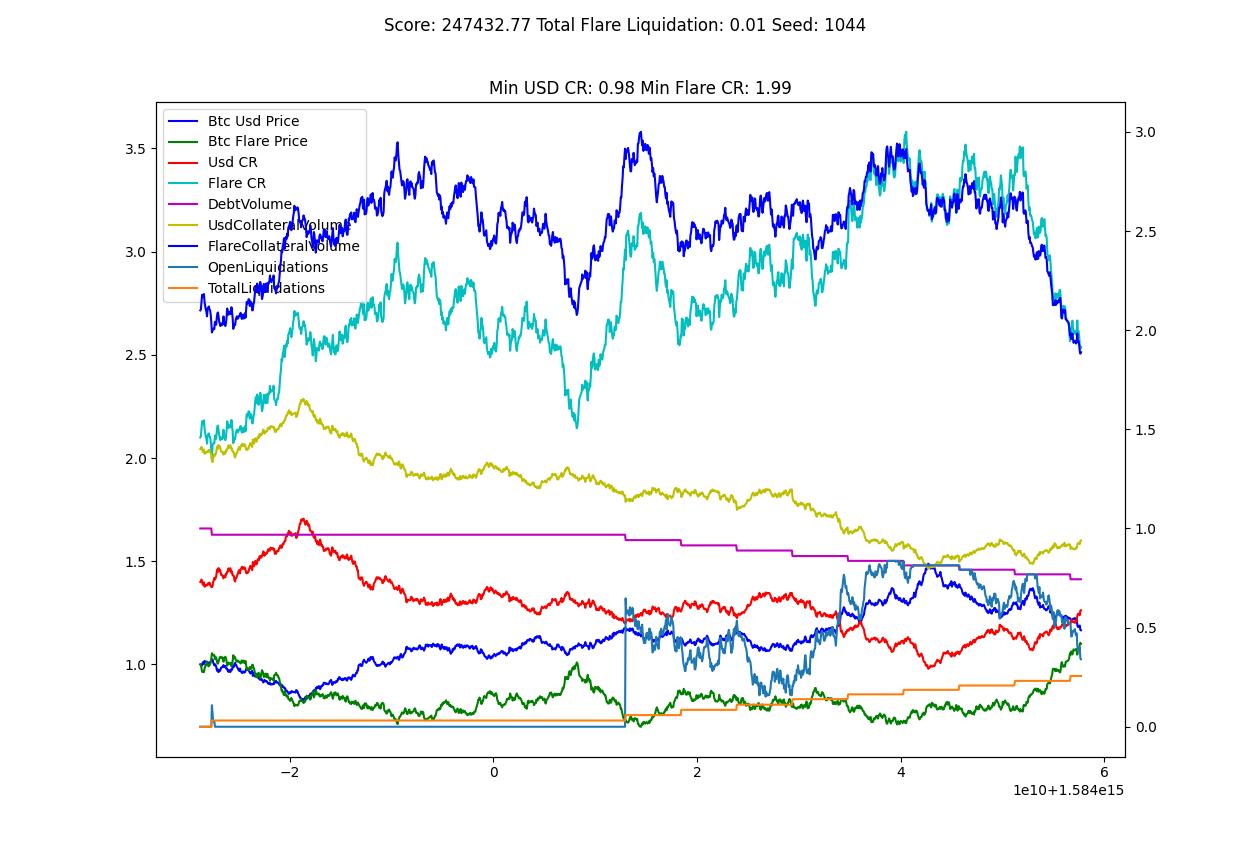 Score: 247432.77 Total Flare Liquidation: 0.01 Seed: 1044
Min USD CR: 0.98 Min Flare CR: 1.99
Btc Usd Price
Btc Flare Price
Usd CR
Flare CR
DebtVolume
UsdCollateralVolume
FlareCollateralVolume
OpenLiquidations
TotalLiquidations
3.5
3.0
2.5
2.0
1.5
1.0
3.0
2.5
2.0
1.5
1.0
0.5
0.0
−2
0
2
4
6
1e10+1.584e15